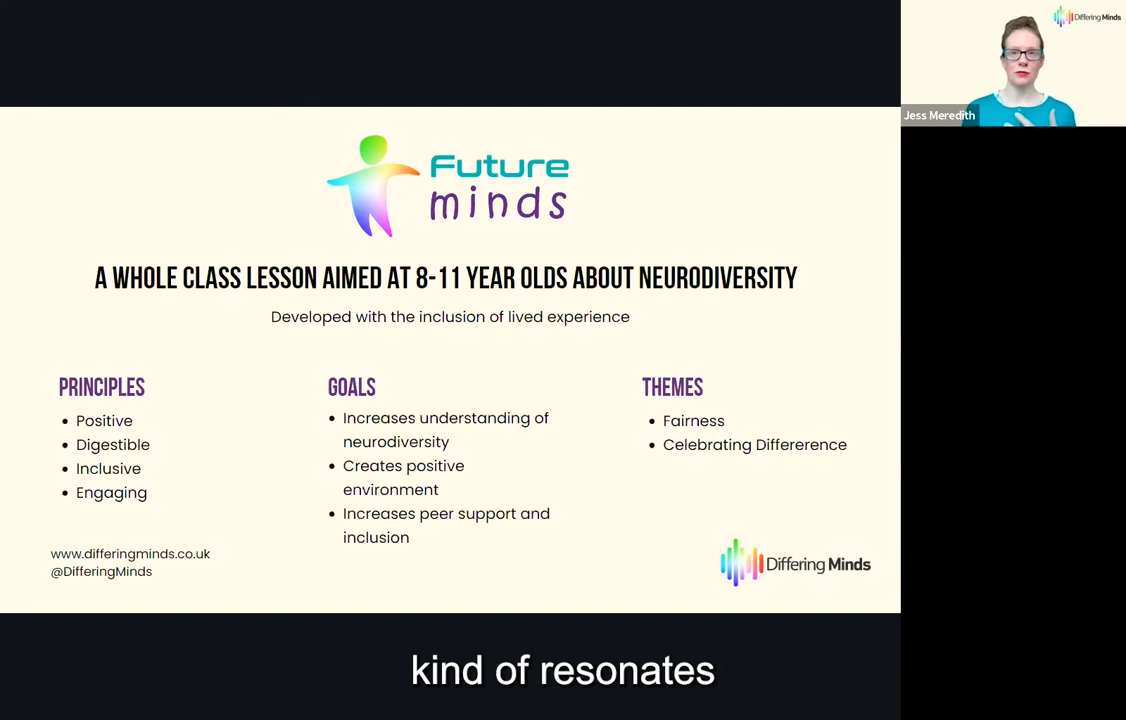 Differing Minds
Jess Meredith
Future
minds
A WHOLE CLASS LESSON AIMED AT 8-11 YEAR OLDS ABOUT NEURODIVERSITY
Developed with the inclusion of lived experience
PRINCIPLES
• Positive
• Digestible
• Inclusive
• Engaging
GOALS
• Increases understanding of
neurodiversity
• Creates positive
environment
• Increases peer support and
inclusion
THEMES
• Fairness
• Celebrating Differerence
www.differingminds.co.uk
@DifferingMinds
Differing Minds
kind of resonates